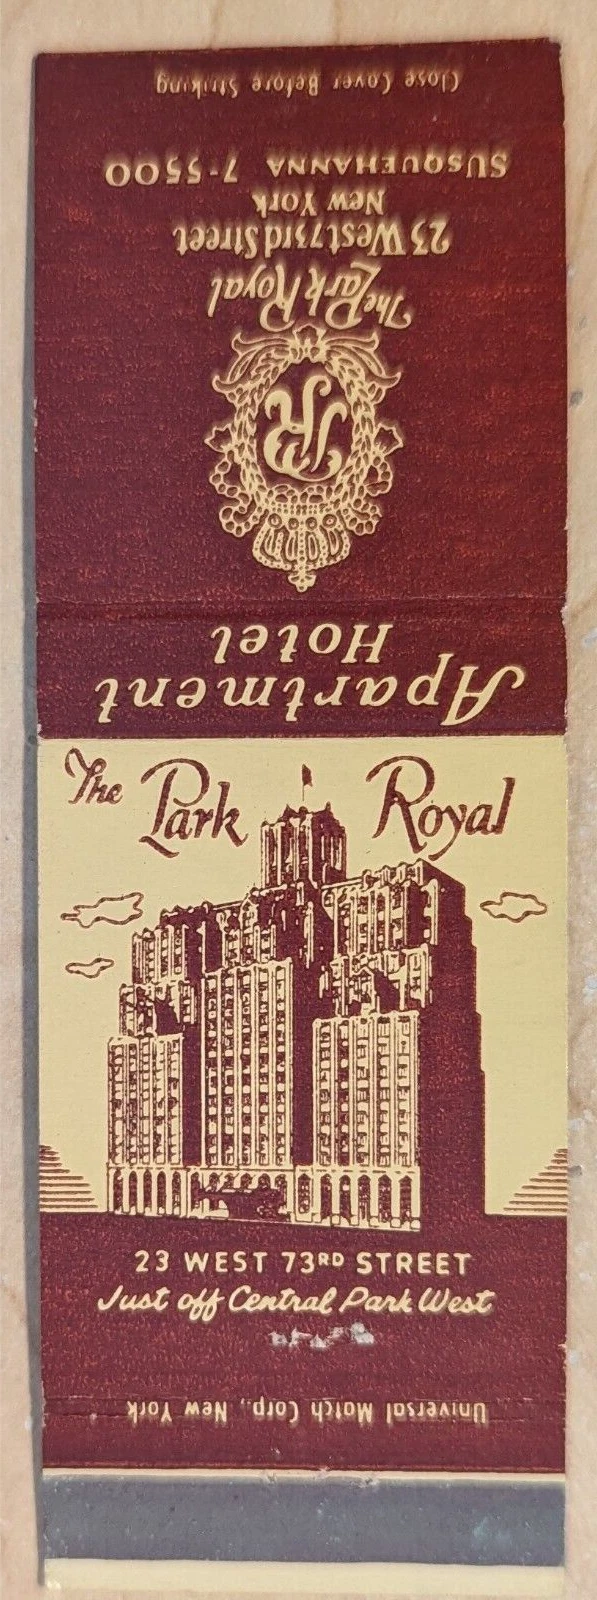 Close Cover Before Striking
SUSQUEHANNA 7-5500
New York
23 West 73rd Street
The Park Royal
PR
Apartment
Hotel
The Park Royal
23 WEST 73RD STREET
Just off Central Park West
Universal Match Corp., New York